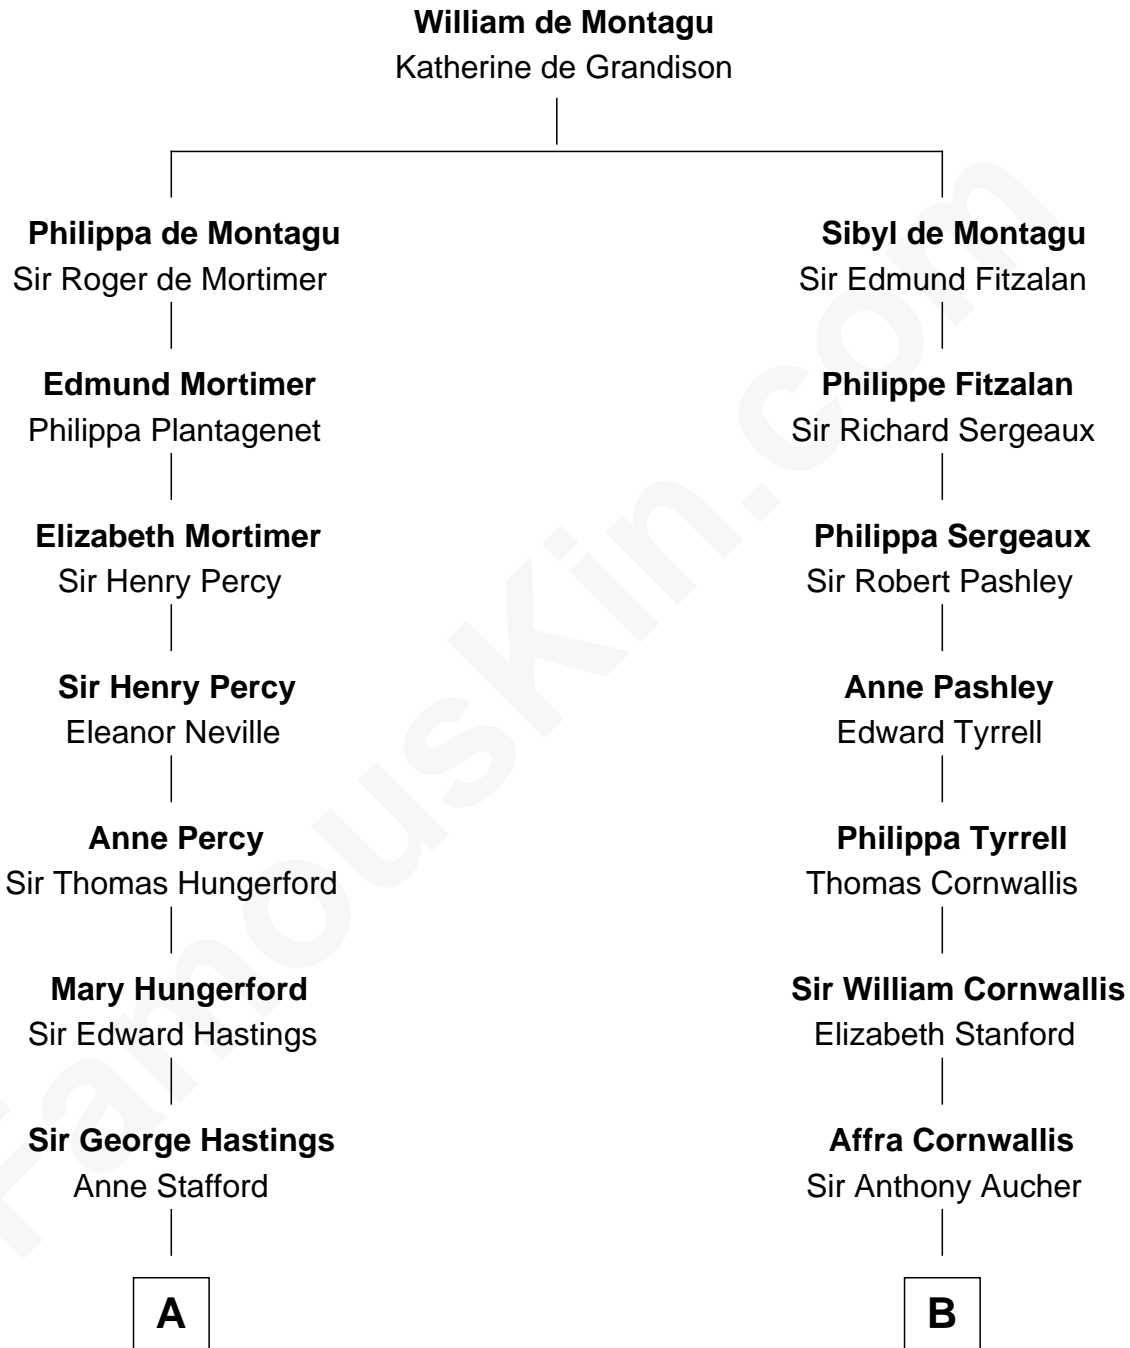 William de Montagu
Katherine de Grandison
Philippa de Montagu
Sir Roger de Mortimer
Sibyl de Montagu
Sir Edmund Fitzalan
Edmund Mortimer
Philippa Plantagenet
Philippe Fitzalan
Sir Richard Sergeaux
Elizabeth Mortimer
Sir Henry Percy
Philippa Sergeaux
Sir Robert Pashley
Sir Henry Percy
Eleanor Neville
Anne Pashley
Edward Tyrrell
Anne Percy
Sir Thomas Hungerford
Philippa Tyrrell
Thomas Cornwallis
Mary Hungerford
Sir Edward Hastings
Sir William Cornwallis
Elizabeth Stanford
Sir George Hastings
Anne Stafford
Affra Cornwallis
Sir Anthony Aucher
A
B
FamousKin.com